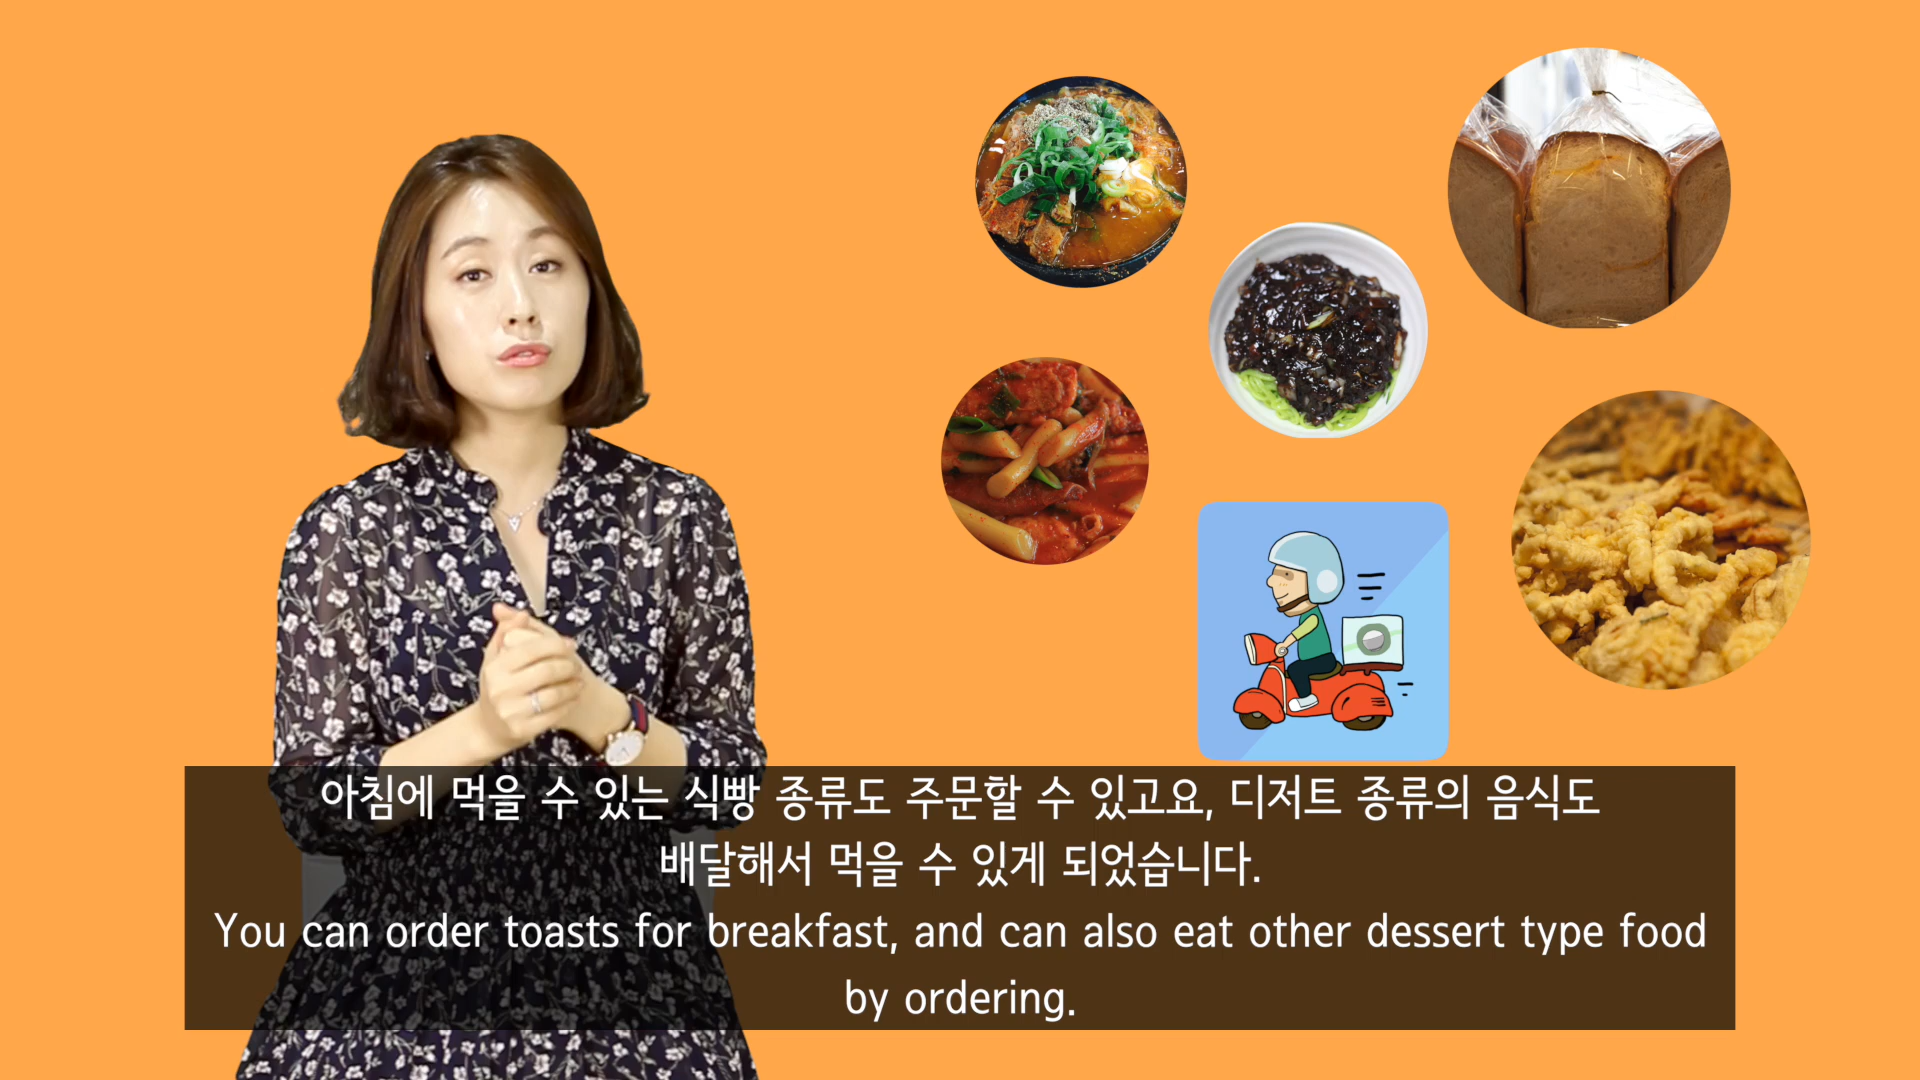 아침에 먹을 수 있는 식빵 종류도 주문할 수 있고요, 디저트 종류의 음식도
배달해서 먹을 수 있게 되었습니다.
You can order toasts for breakfast, and can also eat other dessert type food
by ordering.